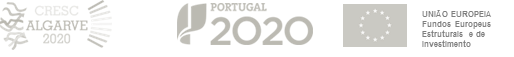 CRESC
ALGARVE
2020
PORTUGAL
2020
UNIÃO EUROPEIA
Fundos Europeus
Estruturais e de
Investimento